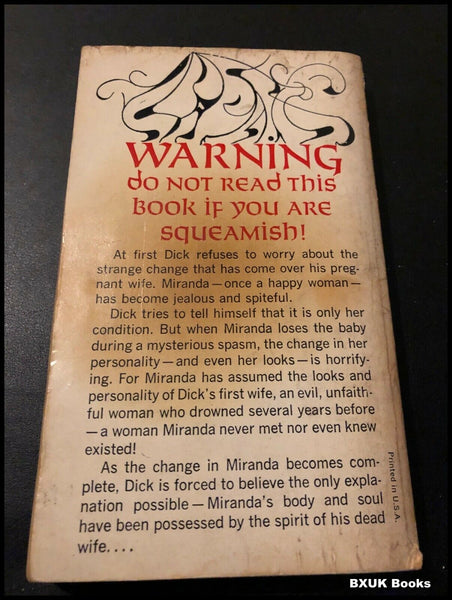 WARNING
DO NOT READ THIS
BOOK IF YOU ARE
SQUEAMISH!
At first Dick refuses to worry about the
strange change that has come over his preg-
nant wife. Miranda—once a happy woman—
has become jealous and spiteful.
Dick tries to tell himself that it is only her
condition. But when Miranda loses the baby
during a mysterious spasm, the change in her
personality—and even her looks—is horrify-
ing. For Miranda has assumed the looks and
personality of Dick's first wife, an evil, unfaith-
ful woman who drowned several years before
—a woman Miranda never met nor even knew
existed!
As the change in Miranda becomes com-
plete, Dick is forced to believe the only expla-
nation possible—Miranda's body and soul
have been possessed by the spirit of his dead
wife....
Printed in U.S.A.
BXUK Books